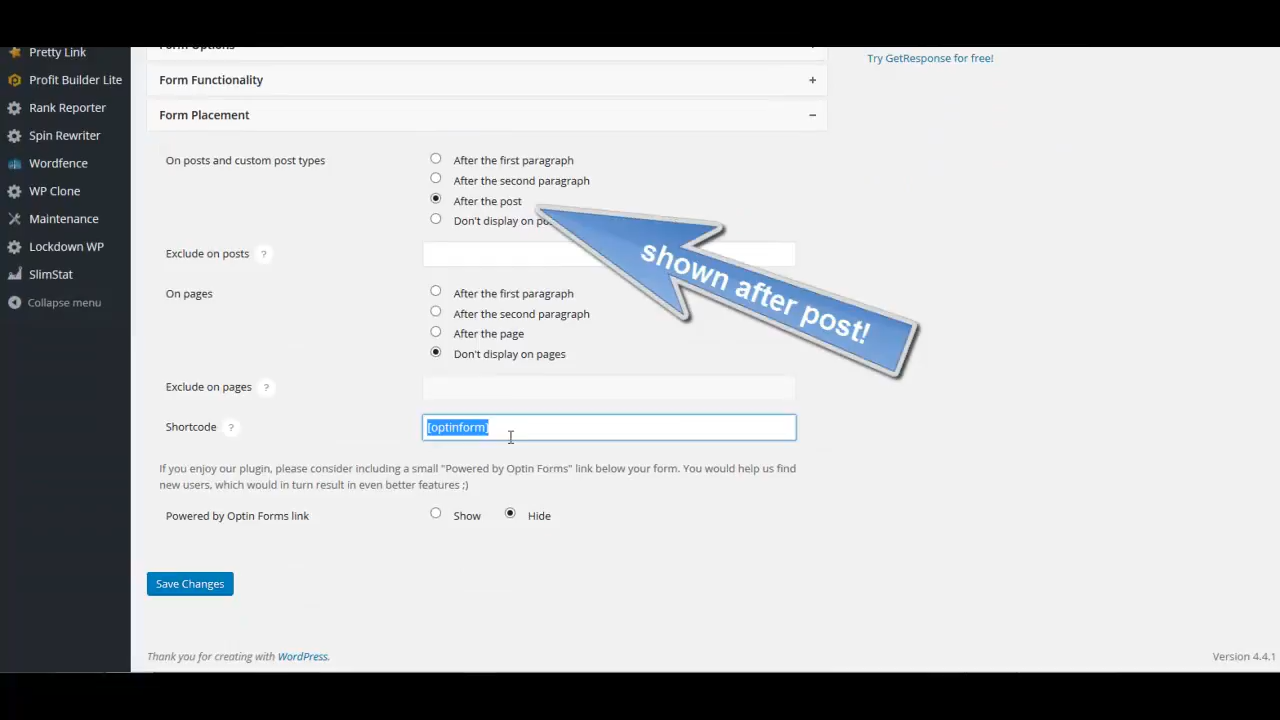 Pretty Link
Profit Builder Lite
Rank Reporter
Spin Rewriter
Wordfence
WP Clone
Maintenance
Lockdown WP
SlimStat
Collapse menu
Form Options
Form Functionality +
Form Placement −
On posts and custom post types
After the first paragraph
After the second paragraph
After the post
Don't display on
shown after post!
Exclude on posts ?
On pages
After the first paragraph
After the second paragraph
After the page
Don't display on pages
Exclude on pages ?
Shortcode ?
[optinform]
If you enjoy our plugin, please consider including a small "Powered by Optin Forms" link below your form. You would help us find
new users, which would in turn result in even better features ;)
Powered by Optin Forms link
Show Hide
Save Changes
Thank you for creating with WordPress.
Version 4.4.1
Try GetResponse for free!